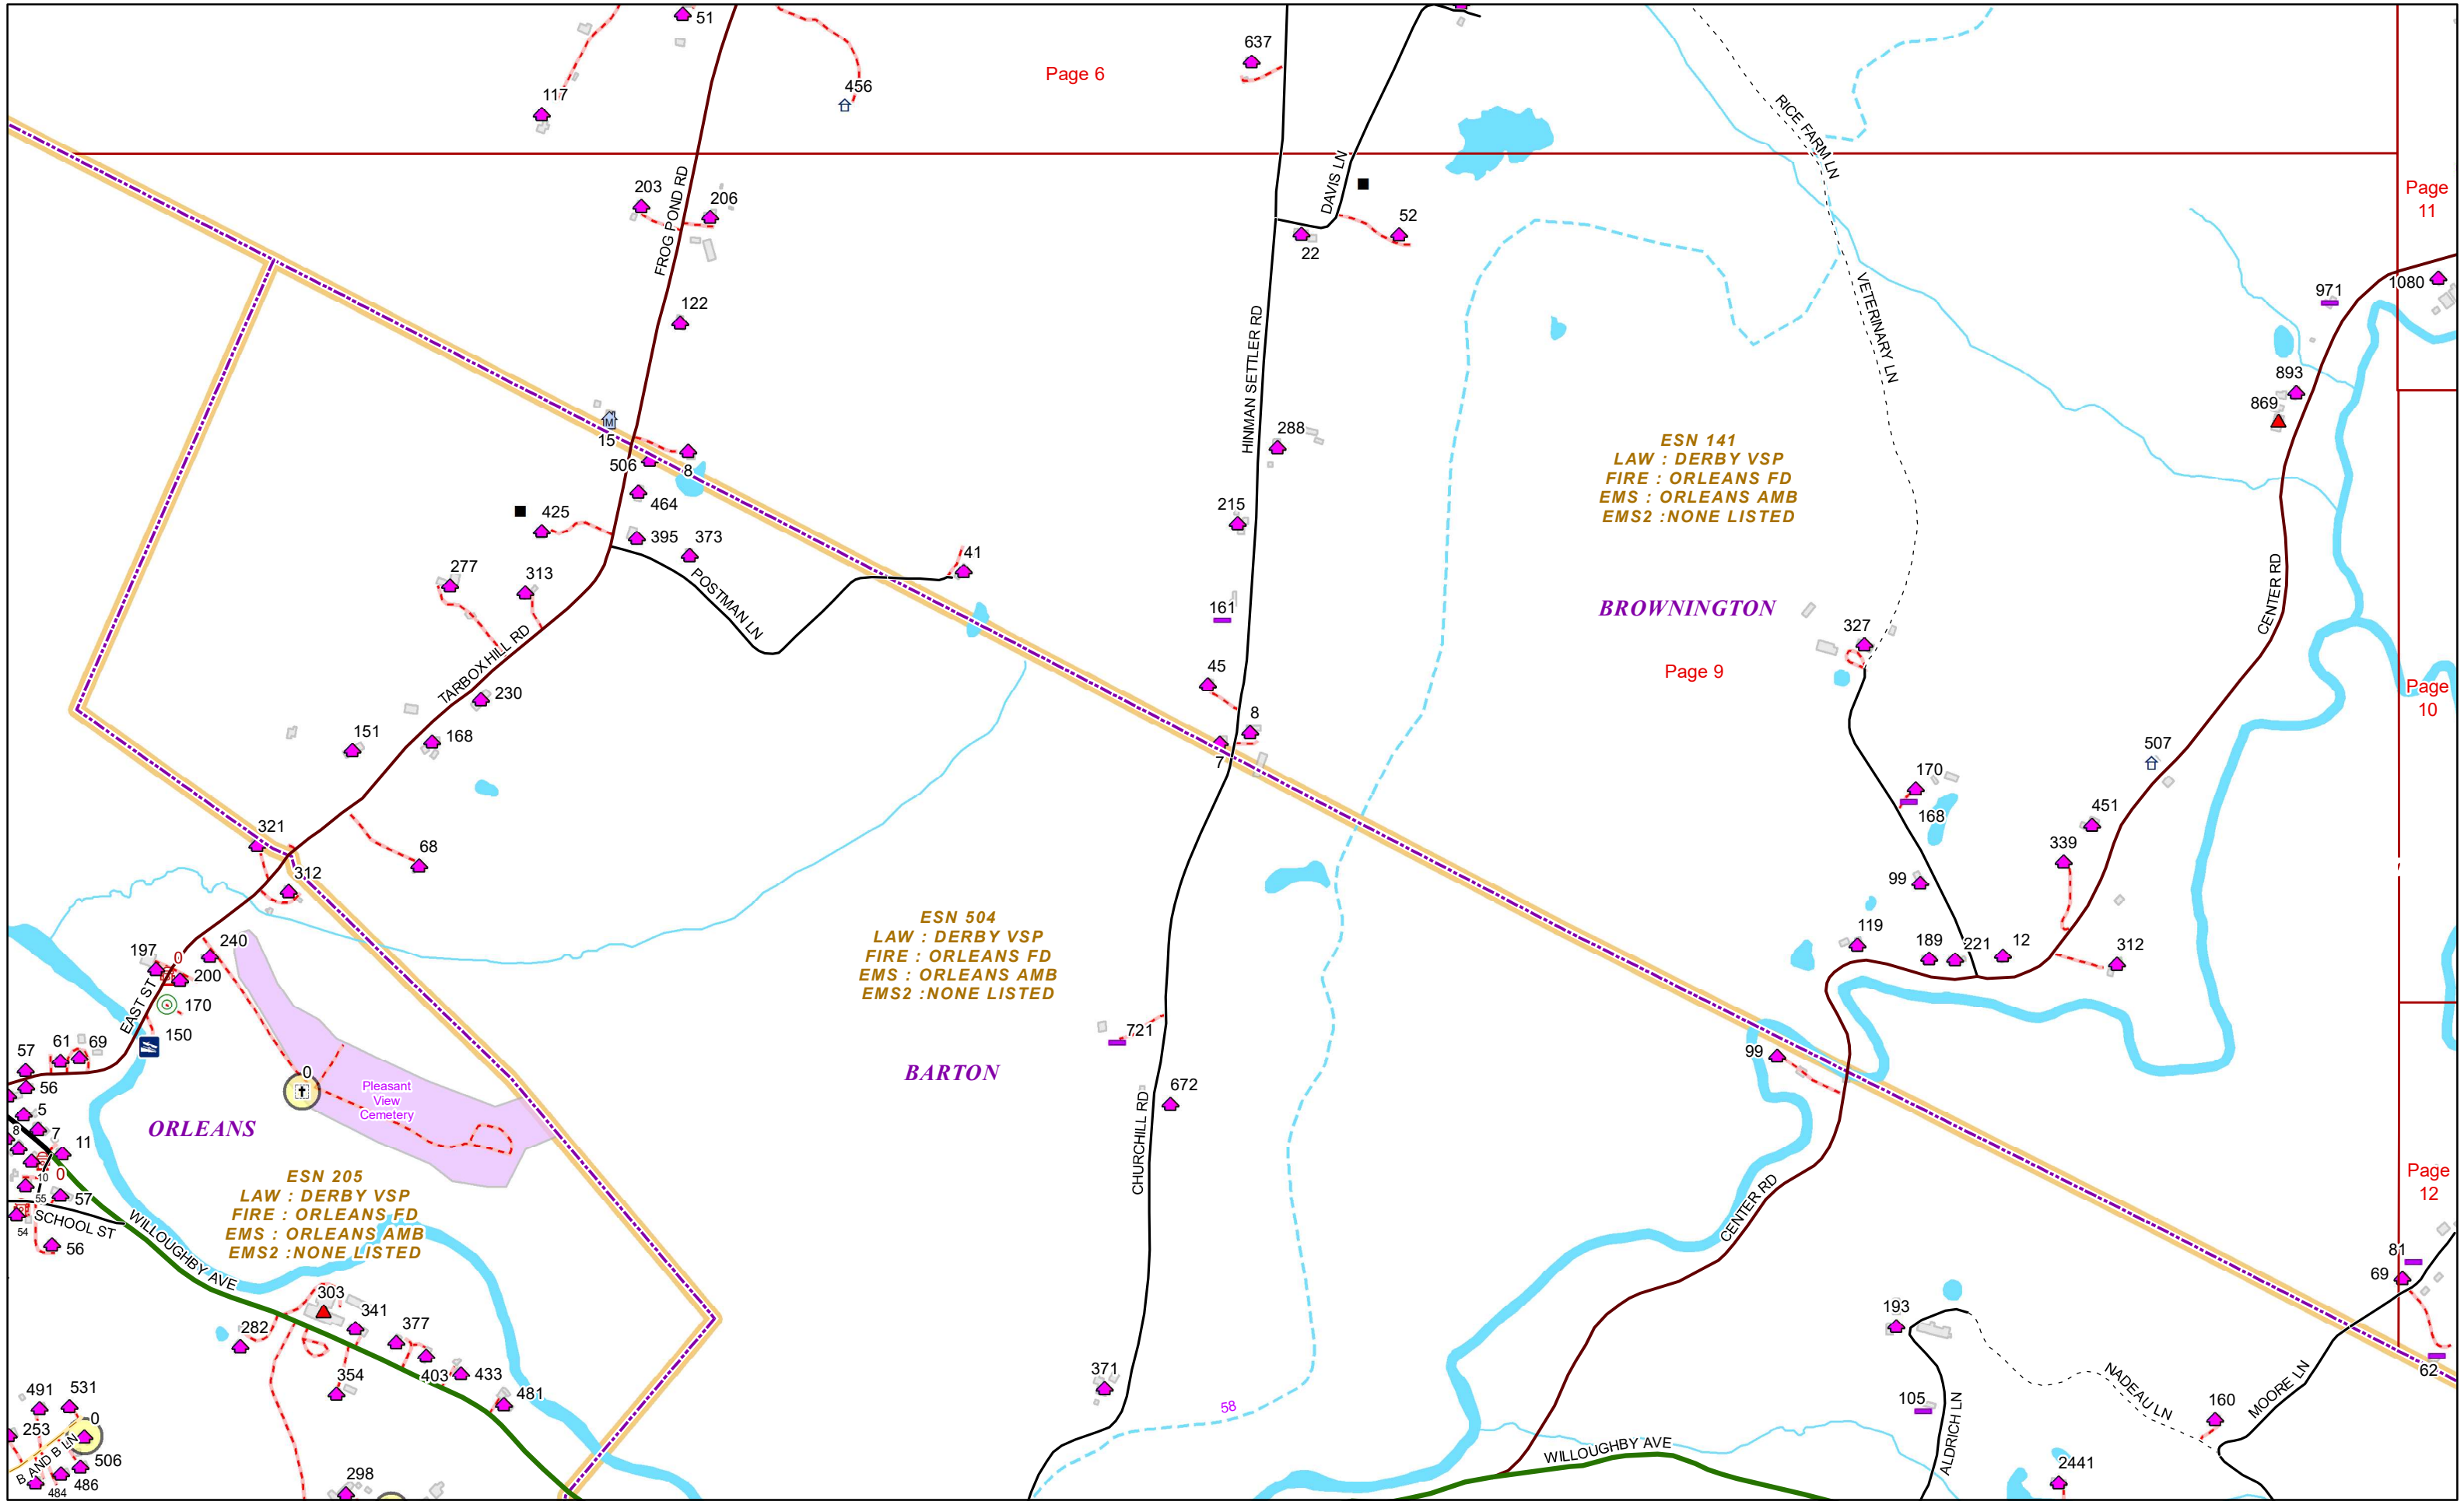 51
637
Page 6
117
456
RICE FARM LN
203
206
FROG POND RD
DAVIS LN
52
22
Page
11
122
HINMAN SETTLER RD
VETERINARY LN
971
1080
893
869
15
M
506
8
464
425
395
373
41
288
215
ESN 141
LAW : DERBY VSP
FIRE : ORLEANS FD
EMS : ORLEANS AMB
EMS2 :NONE LISTED
277
313
POSTMAN LN
161
BROWNINGTON
CENTER RD
327
Page 9
TARBOX HILL RD
230
45
8
7
Page
10
151
168
507
170
168
451
339
321
68
312
99
ESN 504
LAW : DERBY VSP
FIRE : ORLEANS FD
EMS : ORLEANS AMB
EMS2 :NONE LISTED
119
189
221
12
312
197
0
240
200
EAST ST
170
150
721
99
61
69
57
56
0
Pleasant
View
Cemetery
BARTON
672
CHURCHILL RD
5
8
7
11
ORLEANS
10
0
55
57
54
SCHOOL ST
56
WILLOUGHBY AVE
ESN 205
LAW : DERBY VSP
FIRE : ORLEANS FD
EMS : ORLEANS AMB
EMS2 :NONE LISTED
CENTER RD
Page
12
81
69
303
341
377
282
354
403
433
481
193
371
62
491
531
0
253
B AND B LN
506
486
484
298
58
105
ALDRICH LN
NADEAU LN
160
MOORE LN
WILLOUGHBY AVE
2441